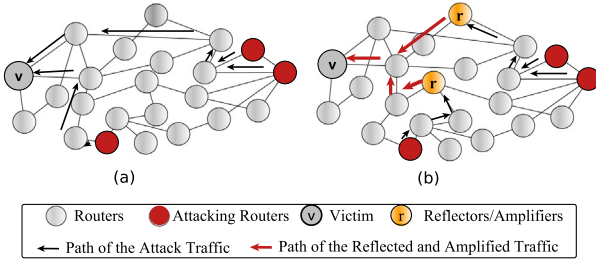 v
(a)
r
v
r
(b)
Routers Attacking Routers v Victim r Reflectors/Amplifiers
Path of the Attack Traffic Path of the Reflected and Amplified Traffic